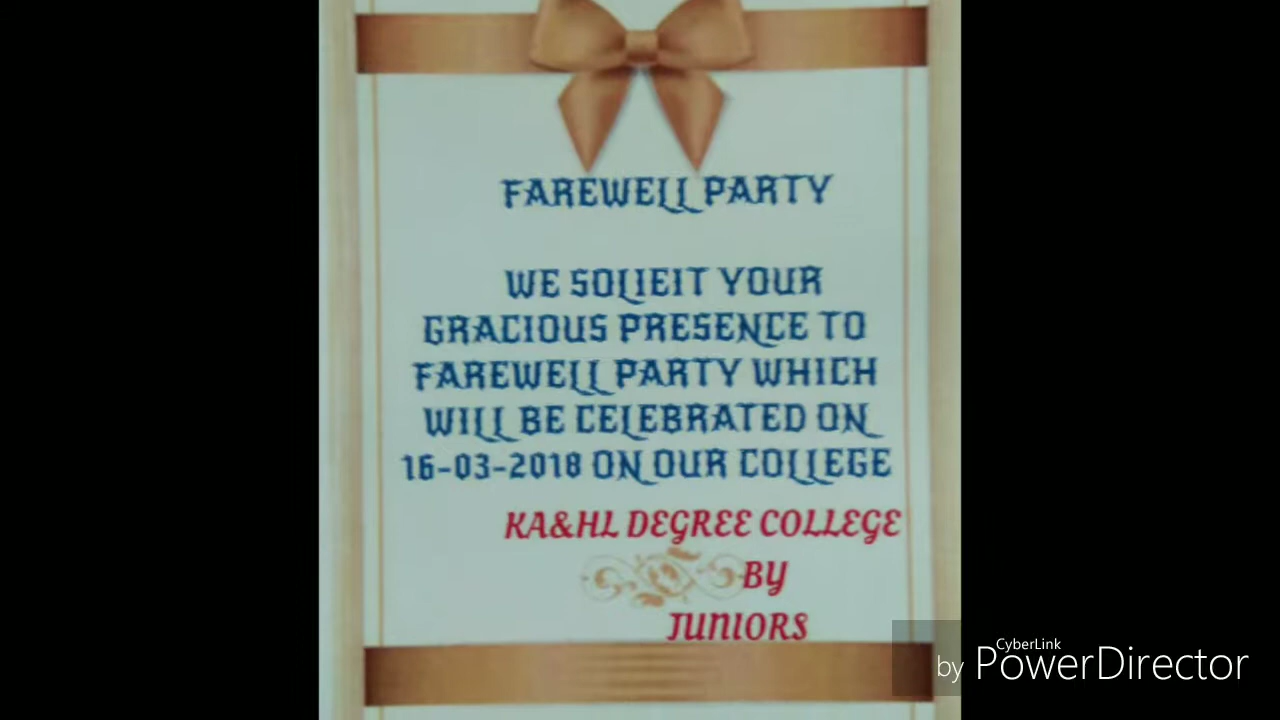 FAREWELL PARTY
WE SOLIEIT YOUR
GRACIOUS PRESENCE TO
FAREWELL PARTY WHICH
WILL BE CELEBRATED ON
16-03-2018 ON OUR COLLEGE
KA&HL DEGREE COLLEGE
BY
JUNIORS
CyberLink
by PowerDirector